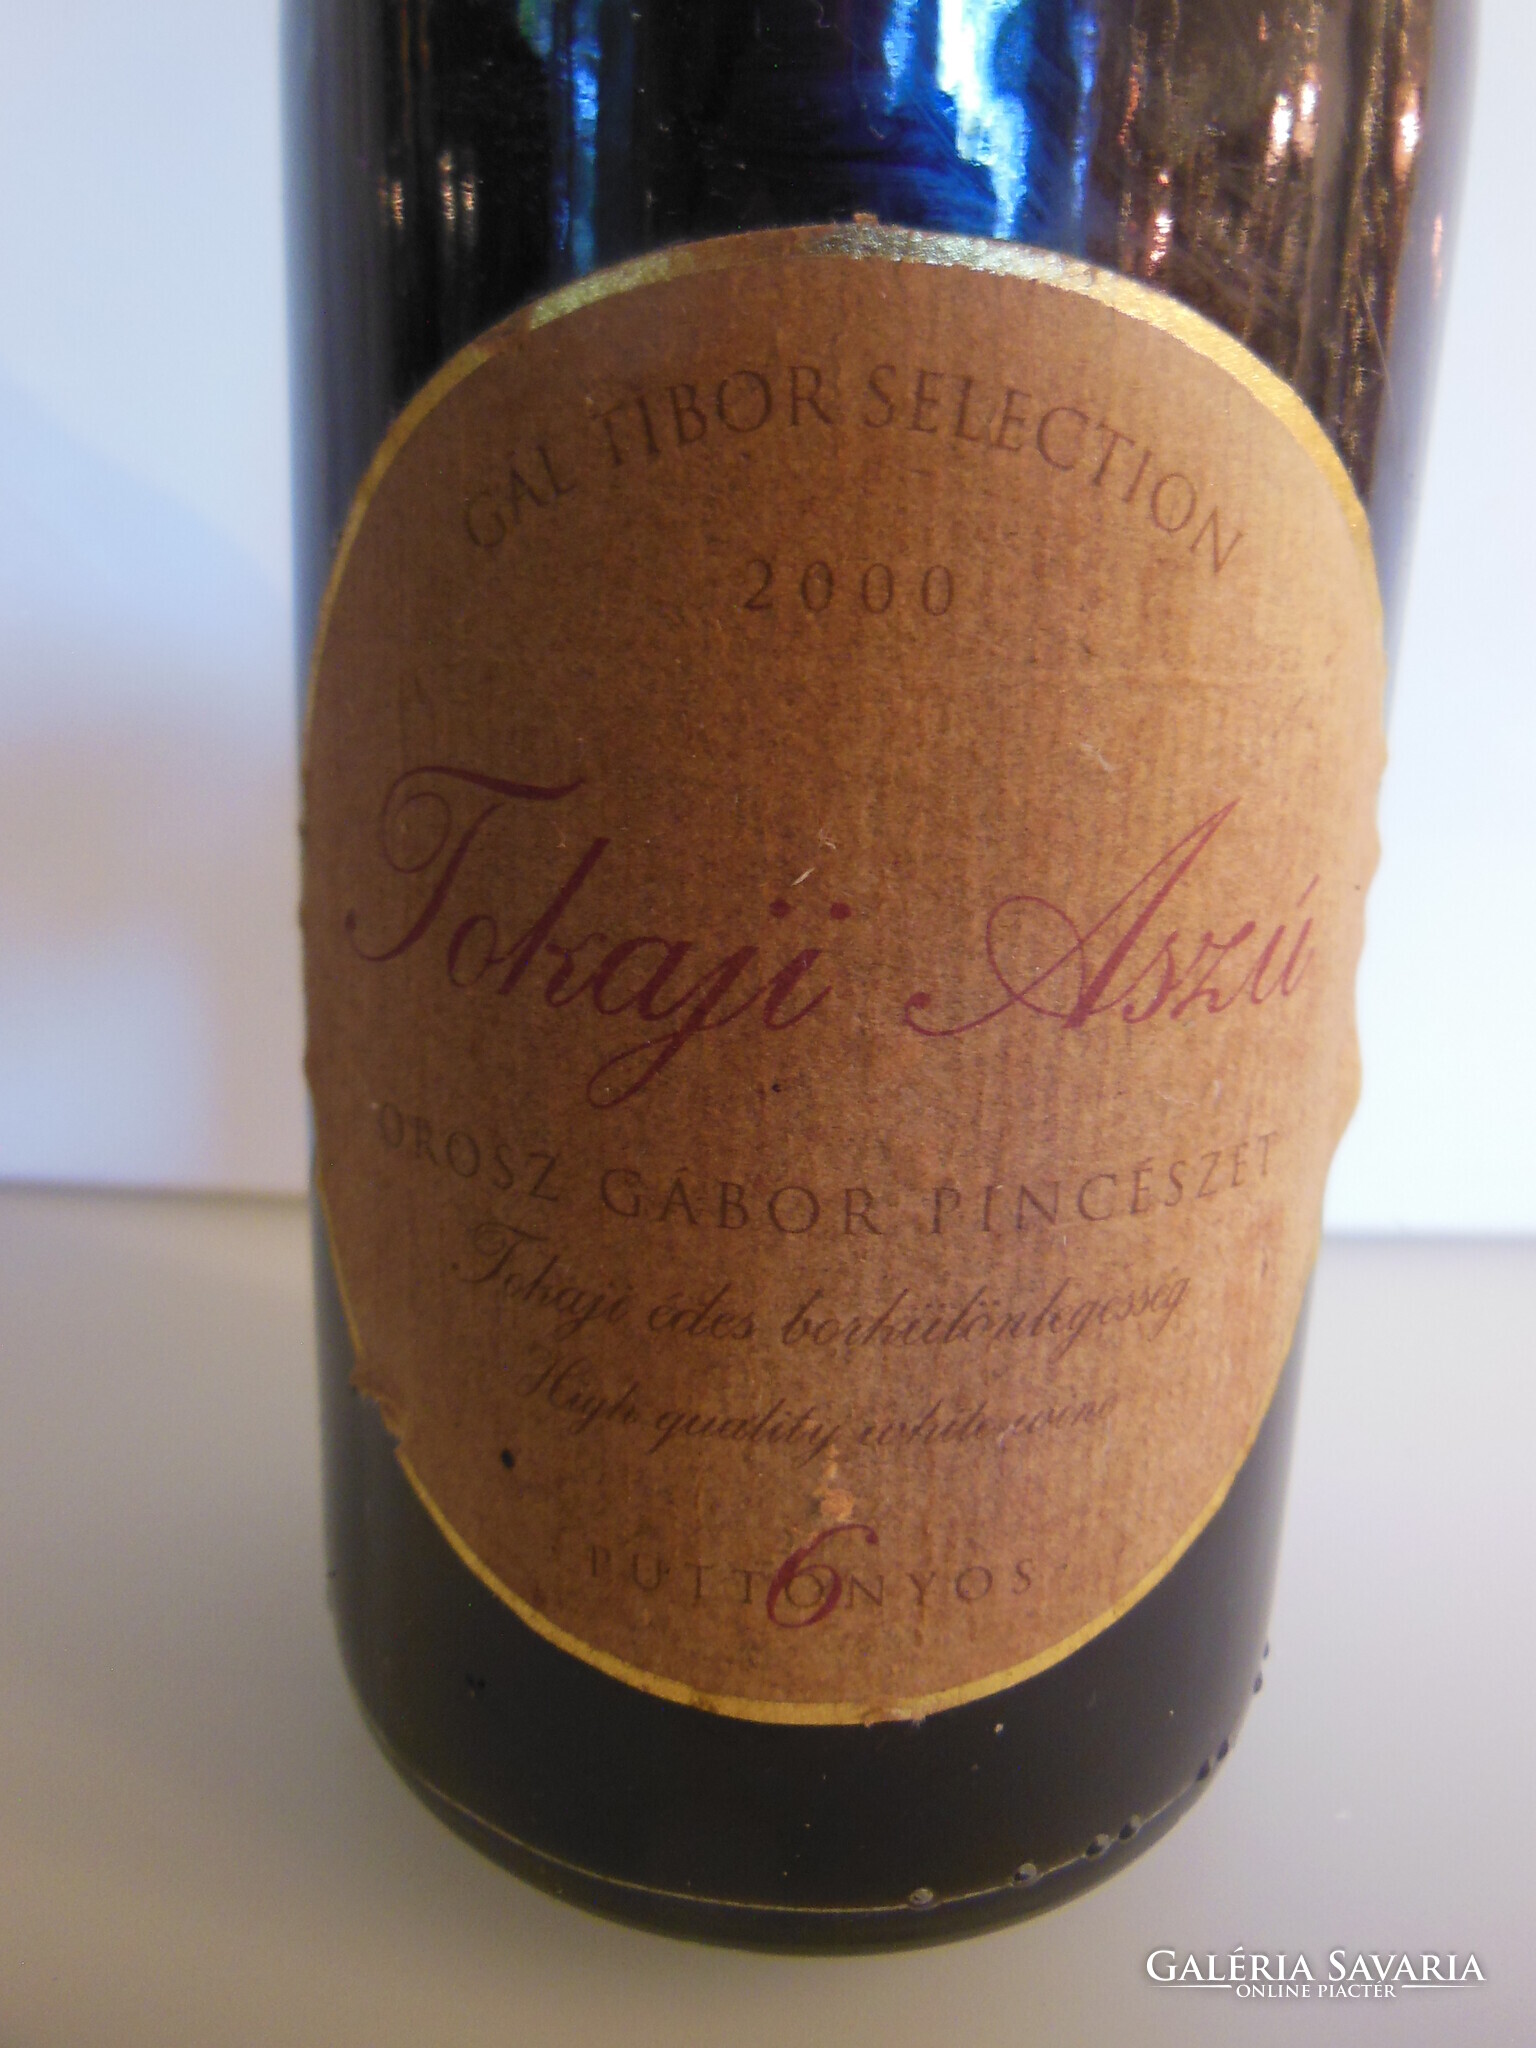 GÁL TIBOR SELECTION
2000
Tokaji Aszú
OROSZ GÁBOR PINCÉSZET
Tokaji édes borkülönlegesség
High quality white wine
6
PUTTONYOS
GALÉRIA SAVARIA
ONLINE PIACTÉR